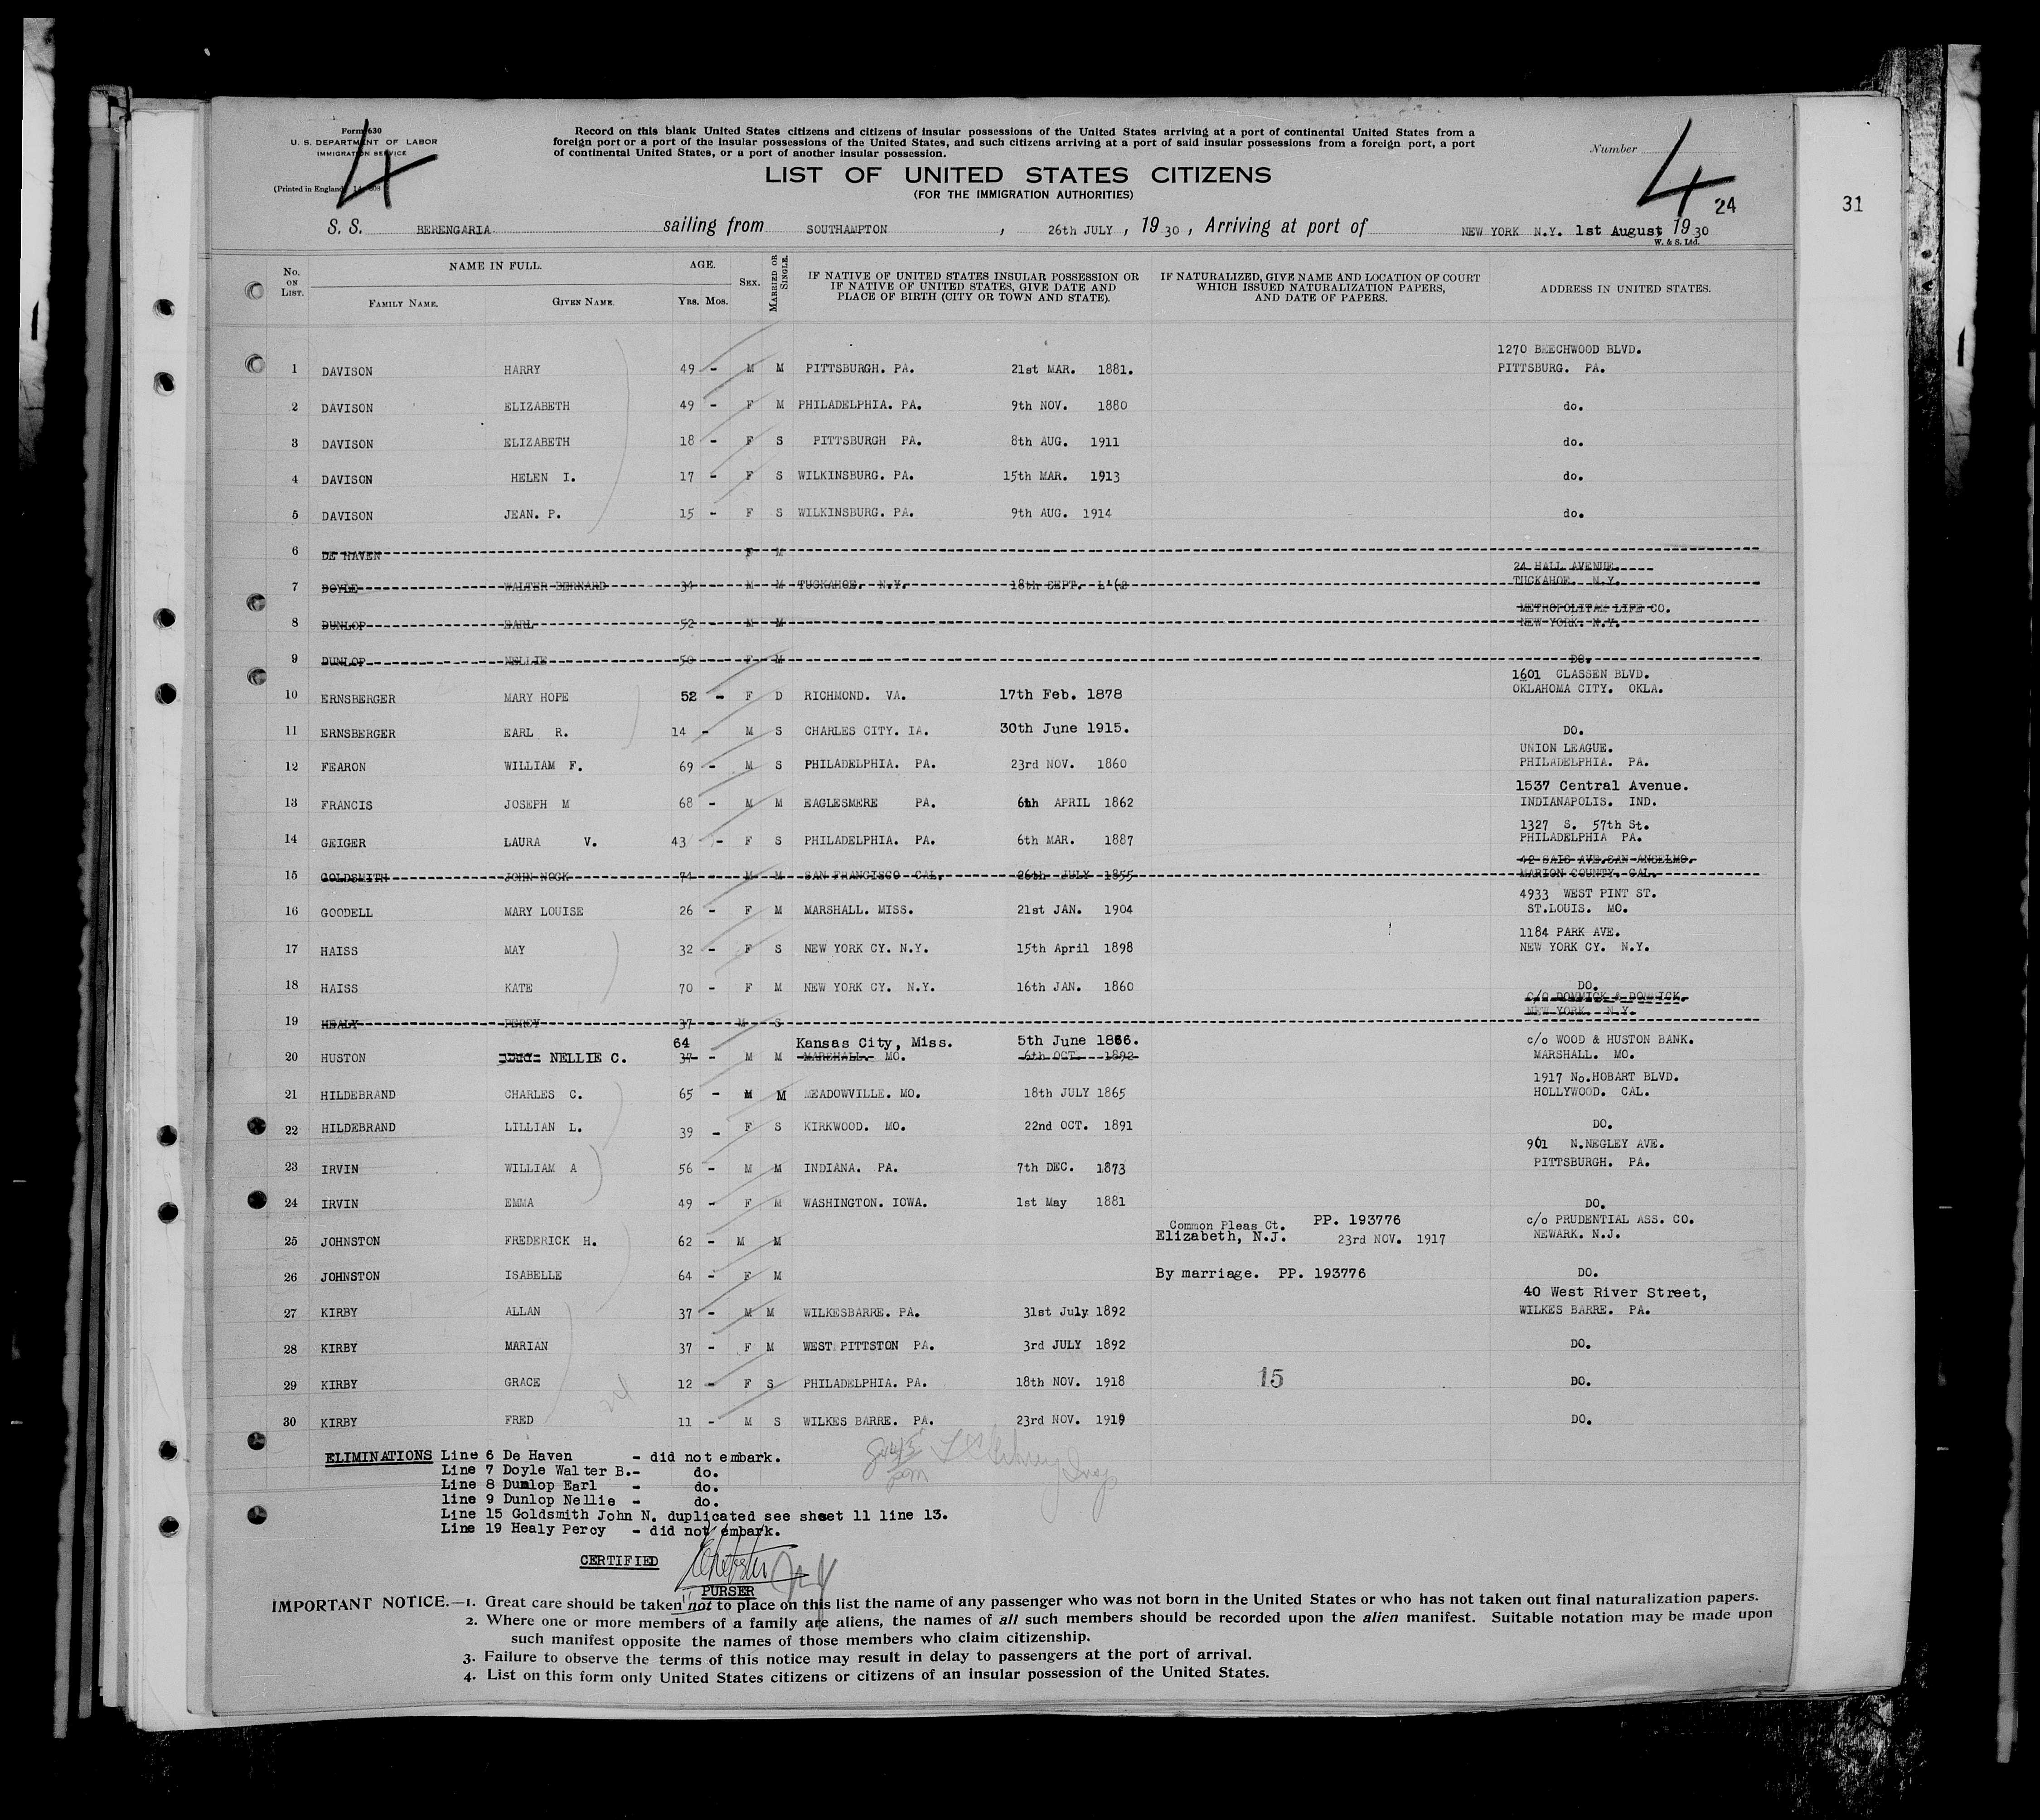 Form 630
U. S. DEPARTMENT OF LABOR
IMMIGRATION SERVICE
(Printed in England)
4
Record on this blank United States citizens and citizens of insular possessions of the United States arriving at a port of continental United States from a
foreign port or a port of the insular possessions of the United States, and such citizens arriving at a port of said insular possessions from a foreign port, a port
of continental United States, or a port of another insular possession.
Number
4
24
31
LIST OF UNITED STATES CITIZENS
(FOR THE IMMIGRATION AUTHORITIES)
S. S. BERENGARIA sailing from SOUTHAMPTON, 26th JULY, 1930, Arriving at port of NEW YORK N.Y. 1st August, 1930
W. & S. Ltd.
No. ON LIST. NAME IN FULL. FAMILY NAME. GIVEN NAME. AGE. YRS. MOS. SEX. MARRIED OR SINGLE. IF NATIVE OF UNITED STATES INSULAR POSSESSION OR IF NATIVE OF UNITED STATES, GIVE DATE AND PLACE OF BIRTH (CITY OR TOWN AND STATE). IF NATURALIZED, GIVE NAME AND LOCATION OF COURT WHICH ISSUED NATURALIZATION PAPERS, AND DATE OF PAPERS. ADDRESS IN UNITED STATES.
1270 BEECHWOOD BLVD.
1 DAVISON HARRY 49 - M M PITTSBURGH. PA. 21st MAR. 1881. PITTSBURG. PA.
2 DAVISON ELIZABETH 49 - F M PHILADELPHIA. PA. 9th NOV. 1880 do.
3 DAVISON ELIZABETH 18 - F S PITTSBURGH PA. 8th AUG. 1911 do.
4 DAVISON HELEN I. 17 - F S WILKINSBURG. PA. 15th MAR. 1913 do.
5 DAVISON JEAN. P. 15 - F S WILKINSBURG. PA. 9th AUG. 1914 do.
6 DE HAVEN F M
24 HALL AVENUE
7 DOYLE WALTER BERNARD 34 - M M TUCKAHOE. N.Y. 18th SEPT. TUCKAHOE. N.Y.
METROPOLITAN LIFE CO.
8 DUNLOP EARL 52 - M M NEW YORK. N.Y.
9 DUNLOP NELLIE 50 F M DO.
1601 CLASSEN BLVD.
10 ERNSBERGER MARY HOPE 52 - F D RICHMOND. VA. 17th Feb. 1878 OKLAHOMA CITY. OKLA.
11 ERNSBERGER EARL R. 14 - M S CHARLES CITY. IA. 30th June 1915. DO.
UNION LEAGUE.
12 FEARON WILLIAM F. 69 - M S PHILADELPHIA. PA. 23rd NOV. 1860 PHILADELPHIA. PA.
1537 Central Avenue.
13 FRANCIS JOSEPH M 68 - M M EAGLESMERE PA. 6th APRIL 1862 INDIANAPOLIS. IND.
1327 S. 57th St.
14 GEIGER LAURA V. 43 - F S PHILADELPHIA. PA. 6th MAR. 1887 PHILADELPHIA PA.
42 SAIS AVE. SAN ANSELMO.
15 GOLDSMITH JOHN NOCK 74 - M M SAN FRANCISCO CAL. 26th JULY 1855 MARION COUNTY. CAL.
4933 WEST PINT ST.
16 GOODELL MARY LOUISE 26 - F M MARSHALL. MISS. 21st JAN. 1904 ST.LOUIS. MO.
1184 PARK AVE.
17 HAISS MAY 32 - F S NEW YORK CY. N.Y. 15th April 1898 NEW YORK CY. N.Y.
18 HAISS KATE 70 - F M NEW YORK CY. N.Y. 16th JAN. 1860 DO.
C/O DOMMICK & DOMMICK.
NEW YORK. N.Y.
19 HEALY PERCY 37 - M S
64 Kansas City, Miss. 5th June 1866. c/o WOOD & HUSTON BANK.
20 HUSTON NELLIE C. 37 - M M MARSHALL. MO. 6th OCT. 1892 MARSHALL. MO.
1917 No.HOBART BLVD.
21 HILDEBRAND CHARLES C. 65 - M M MEADOWVILLE. MO. 18th JULY 1865 HOLLYWOOD. CAL.
22 HILDEBRAND LILLIAN L. 39 - F S KIRKWOOD. MO. 22nd OCT. 1891 DO.
901 N.NEGLEY AVE.
23 IRVIN WILLIAM A 56 - M M INDIANA. PA. 7th DEC. 1873 PITTSBURGH. PA.
24 IRVIN EMMA 49 - F M WASHINGTON. IOWA. 1st May 1881 DO.
Common Pleas Ct. PP. 193776 c/o PRUDENTIAL ASS. CO.
25 JOHNSTON FREDERICK H. 62 - M M Elizabeth, N.J. 23rd NOV. 1917 NEWARK. N.J.
26 JOHNSTON ISABELLE 64 - F M By marriage. PP. 193776 DO.
40 West River Street,
27 KIRBY ALLAN 37 - M M WILKESBARRE. PA. 31st July 1892 WILKES BARRE. PA.
28 KIRBY MARIAN 37 - F M WEST PITTSTON PA. 3rd JULY 1892 DO.
29 KIRBY GRACE 12 - F S PHILADELPHIA. PA. 18th NOV. 1918 15 DO.
30 KIRBY FRED 11 - M S WILKES BARRE. PA. 23rd NOV. 1919 DO.
ELIMINATIONS Line 6 De Haven - did not embark.
Line 7 Doyle Walter B.- do.
Line 8 Dunlop Earl - do.
line 9 Dunlop Nellie - do.
Line 15 Goldsmith John N. duplicated see sheet 11 line 13.
Line 19 Healy Percy - did not embark.
CERTIFIED
PURSER
IMPORTANT NOTICE.—1. Great care should be taken not to place on this list the name of any passenger who was not born in the United States or who has not taken out final naturalization papers.
2. Where one or more members of a family are aliens, the names of all such members should be recorded upon the alien manifest. Suitable notation may be made upon
such manifest opposite the names of those members who claim citizenship.
3. Failure to observe the terms of this notice may result in delay to passengers at the port of arrival.
4. List on this form only United States citizens or citizens of an insular possession of the United States.